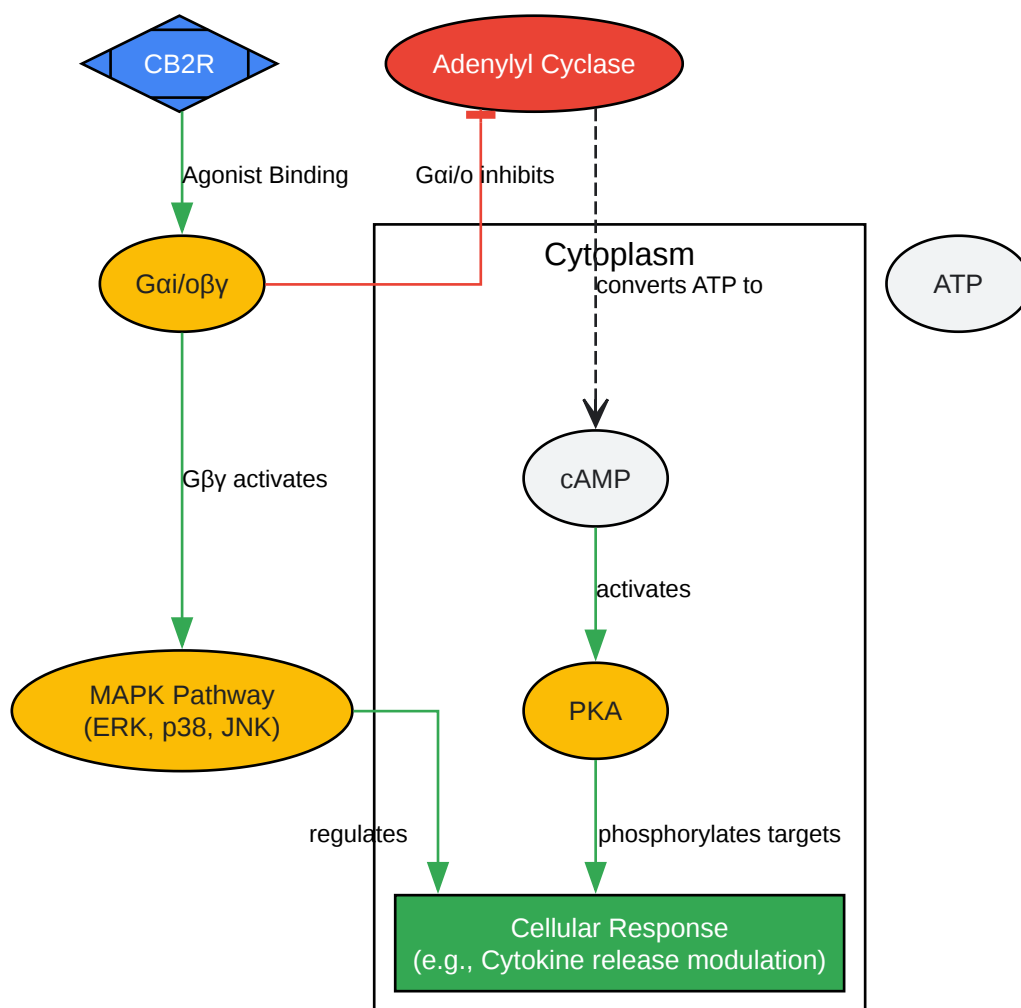 CB2R
Adenylyl Cyclase
Agonist Binding
Gαi/o inhibits
Cytoplasm
Gαi/oβγ
converts ATP to
ATP
Gβγ activates
cAMP
activates
MAPK Pathway
(ERK, p38, JNK)
PKA
regulates
phosphorylates targets
Cellular Response
(e.g., Cytokine release modulation)